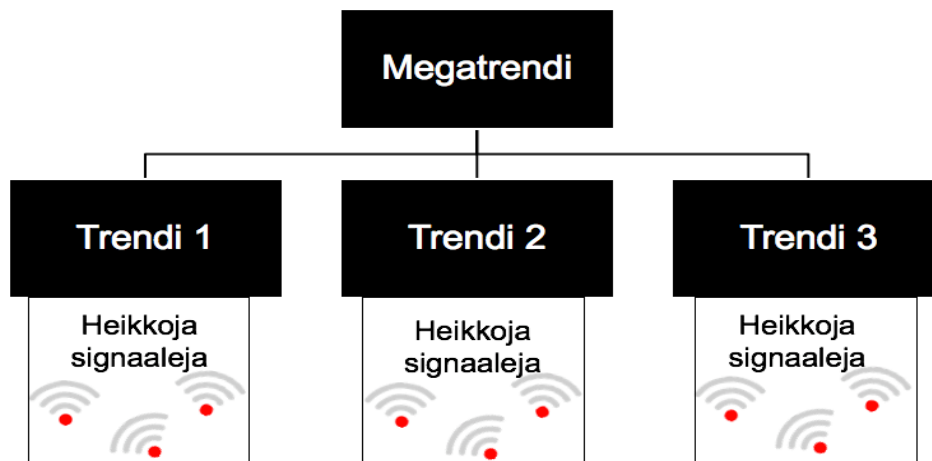 Megatrendi
Trendi 1
Trendi 2
Trendi 3
Heikkoja
signaaleja
Heikkoja
signaaleja
Heikkoja
signaaleja